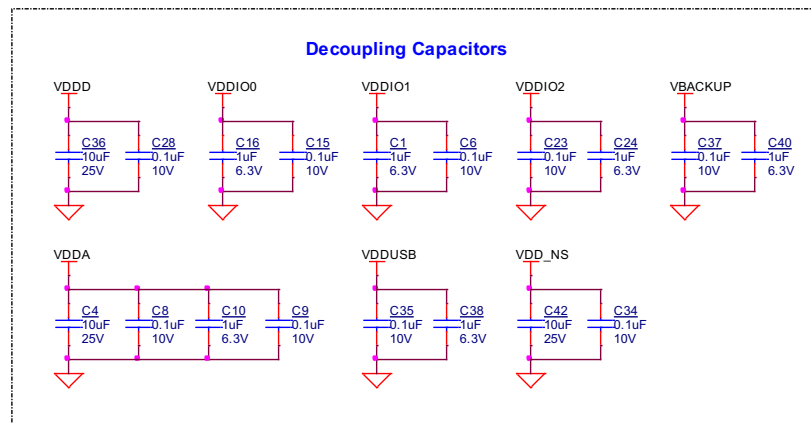 Decoupling Capacitors
VDDD
C36
10uF
25V
C28
0.1uF
10V
VDDIO0
C16
1uF
6.3V
C15
0.1uF
10V
VDDIO1
C1
1uF
6.3V
C6
0.1uF
10V
VDDIO2
C23
0.1uF
10V
C24
1uF
6.3V
VBACKUP
C37
0.1uF
10V
C40
1uF
6.3V
VDDA
C4
10uF
25V
C8
0.1uF
10V
C10
1uF
6.3V
C9
0.1uF
10V
VDDUSB
C35
0.1uF
10V
C38
1uF
6.3V
VDD_NS
C42
10uF
25V
C34
0.1uF
10V